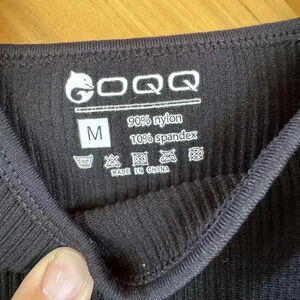 OQQ
M
90% nylon
10% spandex
MADE IN CHINA